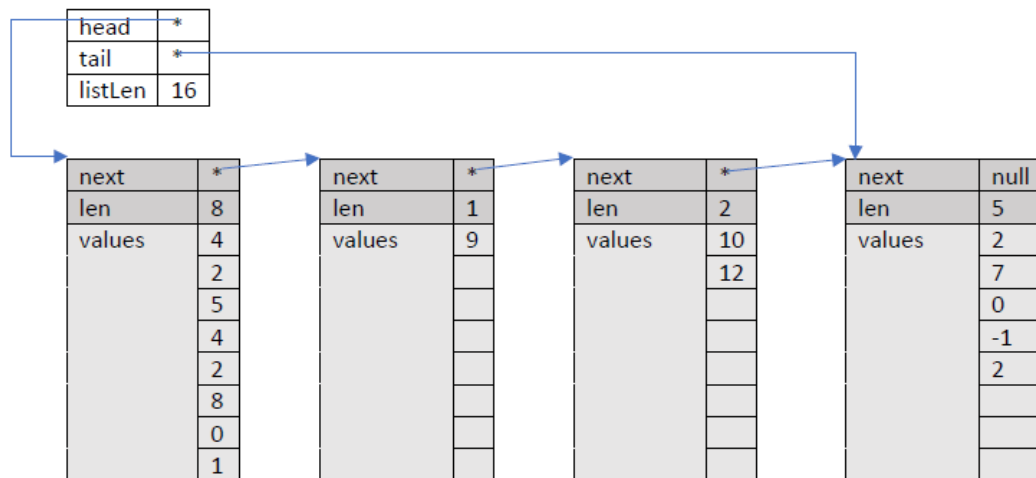 head *
tail *
listLen 16
next * next * next * next null
len 8 len 1 len 2 len 5
values 4 values 9 values 10 values 2
2 12 7
5 0
4 -1
2 2
8
0
1